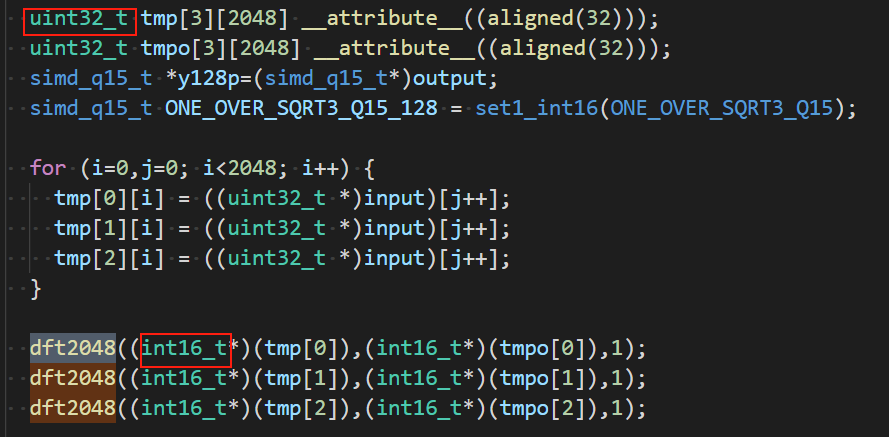 uint32_t tmp[3][2048] __attribute__((aligned(32)));
uint32_t tmpo[3][2048] __attribute__((aligned(32)));
simd_q15_t *y128p=(simd_q15_t*)output;
simd_q15_t ONE_OVER_SQRT3_Q15_128 = set1_int16(ONE_OVER_SQRT3_Q15);
for (i=0,j=0; i<2048; i++) {
tmp[0][i] = ((uint32_t *)input)[j++];
tmp[1][i] = ((uint32_t *)input)[j++];
tmp[2][i] = ((uint32_t *)input)[j++];
}
dft2048((int16_t*)(tmp[0]),(int16_t*)(tmpo[0]),1);
dft2048((int16_t*)(tmp[1]),(int16_t*)(tmpo[1]),1);
dft2048((int16_t*)(tmp[2]),(int16_t*)(tmpo[2]),1);